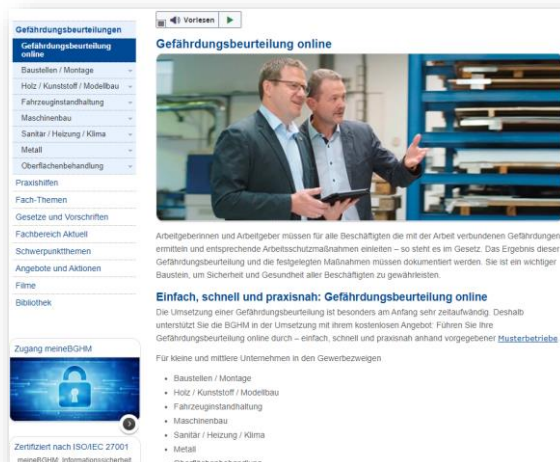 Gefährdungsbeurteilungen
Gefährdungsbeurteilung
online
Baustellen / Montage
Holz / Kunststoff / Modellbau
Fahrzeuginstandhaltung
Maschinenbau
Sanitär / Heizung / Klima
Metall
Oberflächenbehandlung
Praxishilfen
Fach-Themen
Gesetze und Vorschriften
Fachbereich Aktuell
Schwerpunktthemen
Angebote und Aktionen
Filme
Bibliothek
Zugang meineBGHM
Zertifiziert nach ISO/IEC 27001
meineBGHM: Informationssicherheit
Vorlesen
Gefährdungsbeurteilung online
Arbeitgeberinnen und Arbeitgeber müssen für alle Beschäftigten die mit der Arbeit verbundenen Gefährdungen
ermitteln und entsprechende Arbeitsschutzmaßnahmen einleiten – so steht es im Gesetz. Das Ergebnis dieser
Gefährdungsbeurteilung und die festgelegten Maßnahmen müssen dokumentiert werden. Sie ist ein wichtiger
Baustein, um Sicherheit und Gesundheit aller Beschäftigten zu gewährleisten.
Einfach, schnell und praxisnah: Gefährdungsbeurteilung online
Die Umsetzung einer Gefährdungsbeurteilung ist besonders am Anfang sehr zeitaufwändig. Deshalb
unterstützt Sie die BGHM in der Umsetzung mit ihrem kostenlosen Angebot: Führen Sie Ihre
Gefährdungsbeurteilung online durch – einfach, schnell und praxisnah anhand vorgegebener Musterbetriebe
Für kleine und mittlere Unternehmen in den Gewerbezweigen
Baustellen / Montage
Holz / Kunststoff / Modellbau
Fahrzeuginstandhaltung
Maschinenbau
Sanitär / Heizung / Klima
Metall
Oberflächenbehandlung